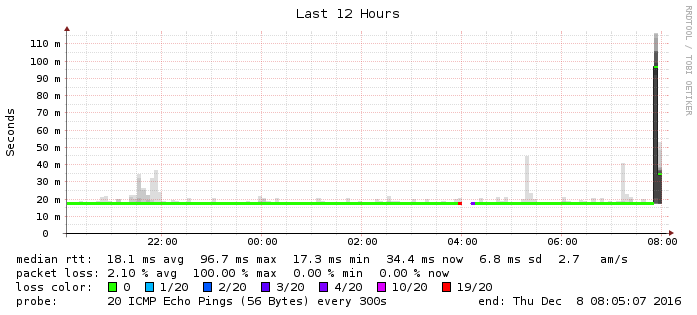 Last 12 Hours
RRDTOOL / TOBI OETIKER
Seconds
110 m
100 m
90 m
80 m
70 m
60 m
50 m
40 m
30 m
20 m
10 m
0
22:00 00:00 02:00 04:00 06:00 08:00
median rtt: 18.1 ms avg 96.7 ms max 17.3 ms min 34.4 ms now 6.8 ms sd 2.7 am/s
packet loss: 2.10 % avg 100.00 % max 0.00 % min 0.00 % now
loss color: 0 1/20 2/20 3/20 4/20 10/20 19/20
probe: 20 ICMP Echo Pings (56 Bytes) every 300s end: Thu Dec 8 08:05:07 2016